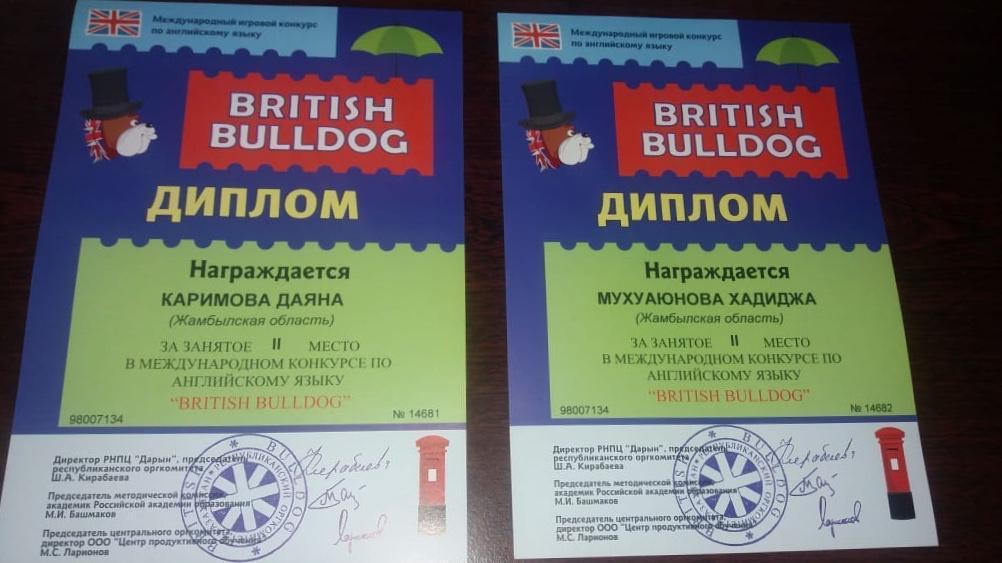 Международный игровой конкурс
по английскому языку
BRITISH
BULLDOG
ДИПЛОМ
Награждается
КАРИМОВА ДАЯНА
(Жамбылская область)
ЗА ЗАНЯТОЕ II МЕСТО
В МЕЖДУНАРОДНОМ КОНКУРСЕ ПО
АНГЛИЙСКОМУ ЯЗЫКУ
“BRITISH BULLDOG”
98007134 № 14681
Директор РНПЦ "Дарын", председатель
республиканского оргкомитета
Ш.А. Кирабаева
Председатель методической комиссии,
академик Российской академии образования
М.И. Башмаков
Председатель центрального оргкомитета,
директор ООО "Центр продуктивного обучения"
М.С. Ларионов
Международный игровой конкурс
по английскому языку
BRITISH
BULLDOG
ДИПЛОМ
Награждается
МУХУАЮНОВА ХАДИДЖА
(Жамбылская область)
ЗА ЗАНЯТОЕ II МЕСТО
В МЕЖДУНАРОДНОМ КОНКУРСЕ ПО
АНГЛИЙСКОМУ ЯЗЫКУ
“BRITISH BULLDOG”
98007134 № 14682
Директор РНПЦ "Дарын", председатель
республиканского оргкомитета
Ш.А. Кирабаева
Председатель методической комиссии,
академик Российской академии образования
М.И. Башмаков
Председатель центрального оргкомитета,
директор ООО "Центр продуктивного обучения"
М.С. Ларионов